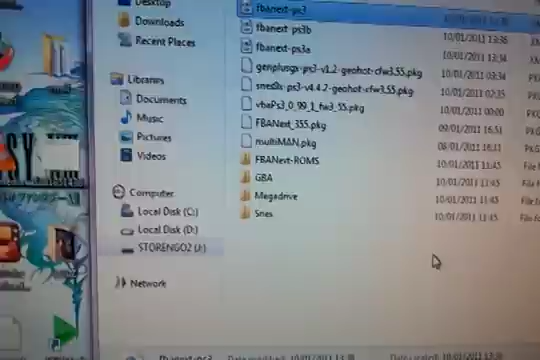 Desktop
Downloads
Recent Places
Libraries
Documents
Music
Pictures
Videos
Computer
Local Disk (C:)
Local Disk (D:)
STORENGO2 (J:)
Network
fbanext-ps3
fbanext-ps3b 10/01/2011 13:36
fbanext-ps3a 10/01/2011 13:34
genplusgx-ps3-v1.2-geohot-cfw3.55.pkg 10/01/2011 03:34
snes9x-ps3-v4.4.2-geohot-cfw3.55.pkg 10/01/2011 02:35
vbaPs3_0_99_1_fw3_55.pkg 10/01/2011 00:00
FBANext_355.pkg 09/01/2011 16:51
multiMAN.pkg 08/01/2011 16:11
FBANext-ROMS 10/01/2011 11:45
GBA 10/01/2011 11:45
Megadrive 10/01/2011 11:45
Snes 10/01/2011 11:45